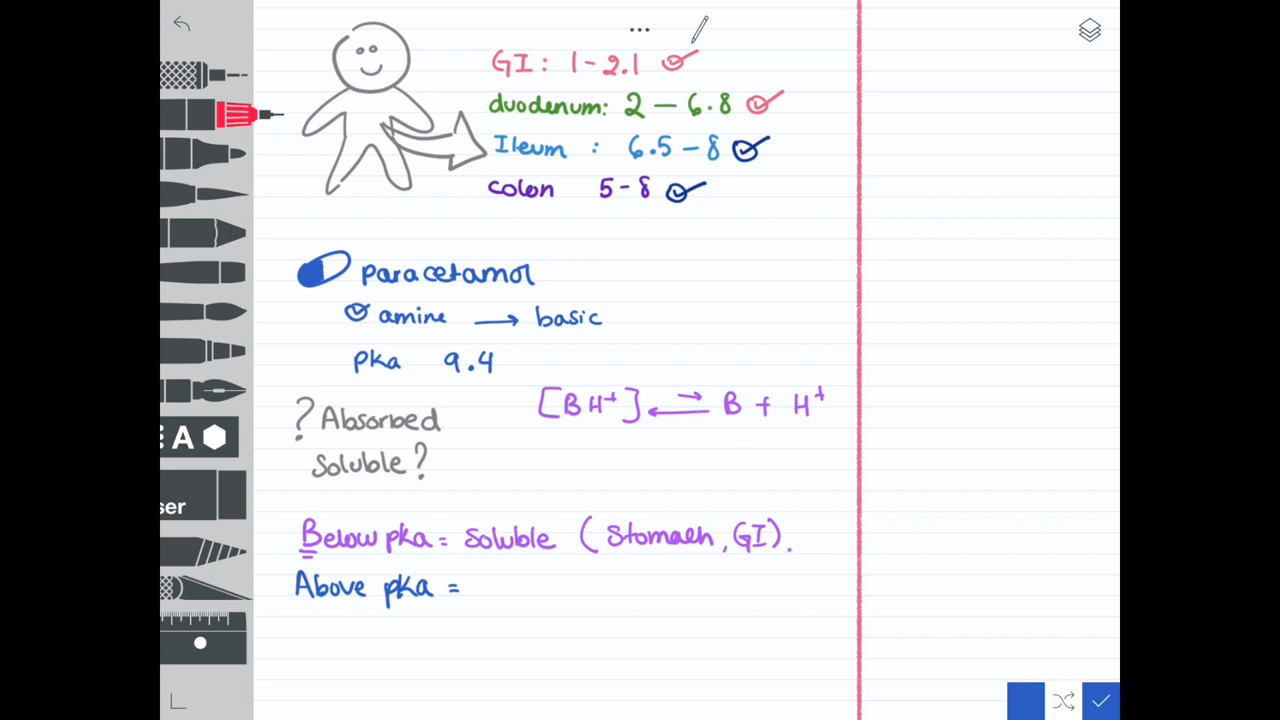 GI: 1-2.1
duodenum: 2 - 6.8
Ileum : 6.5 - 8
colon 5-8
paracetamol
amine → basic
pka 9.4
[BH+] ⇌ B + H+
? Absorbed
Soluble?
Below pka = soluble (Stomach, GI).
Above pka =
A
ser